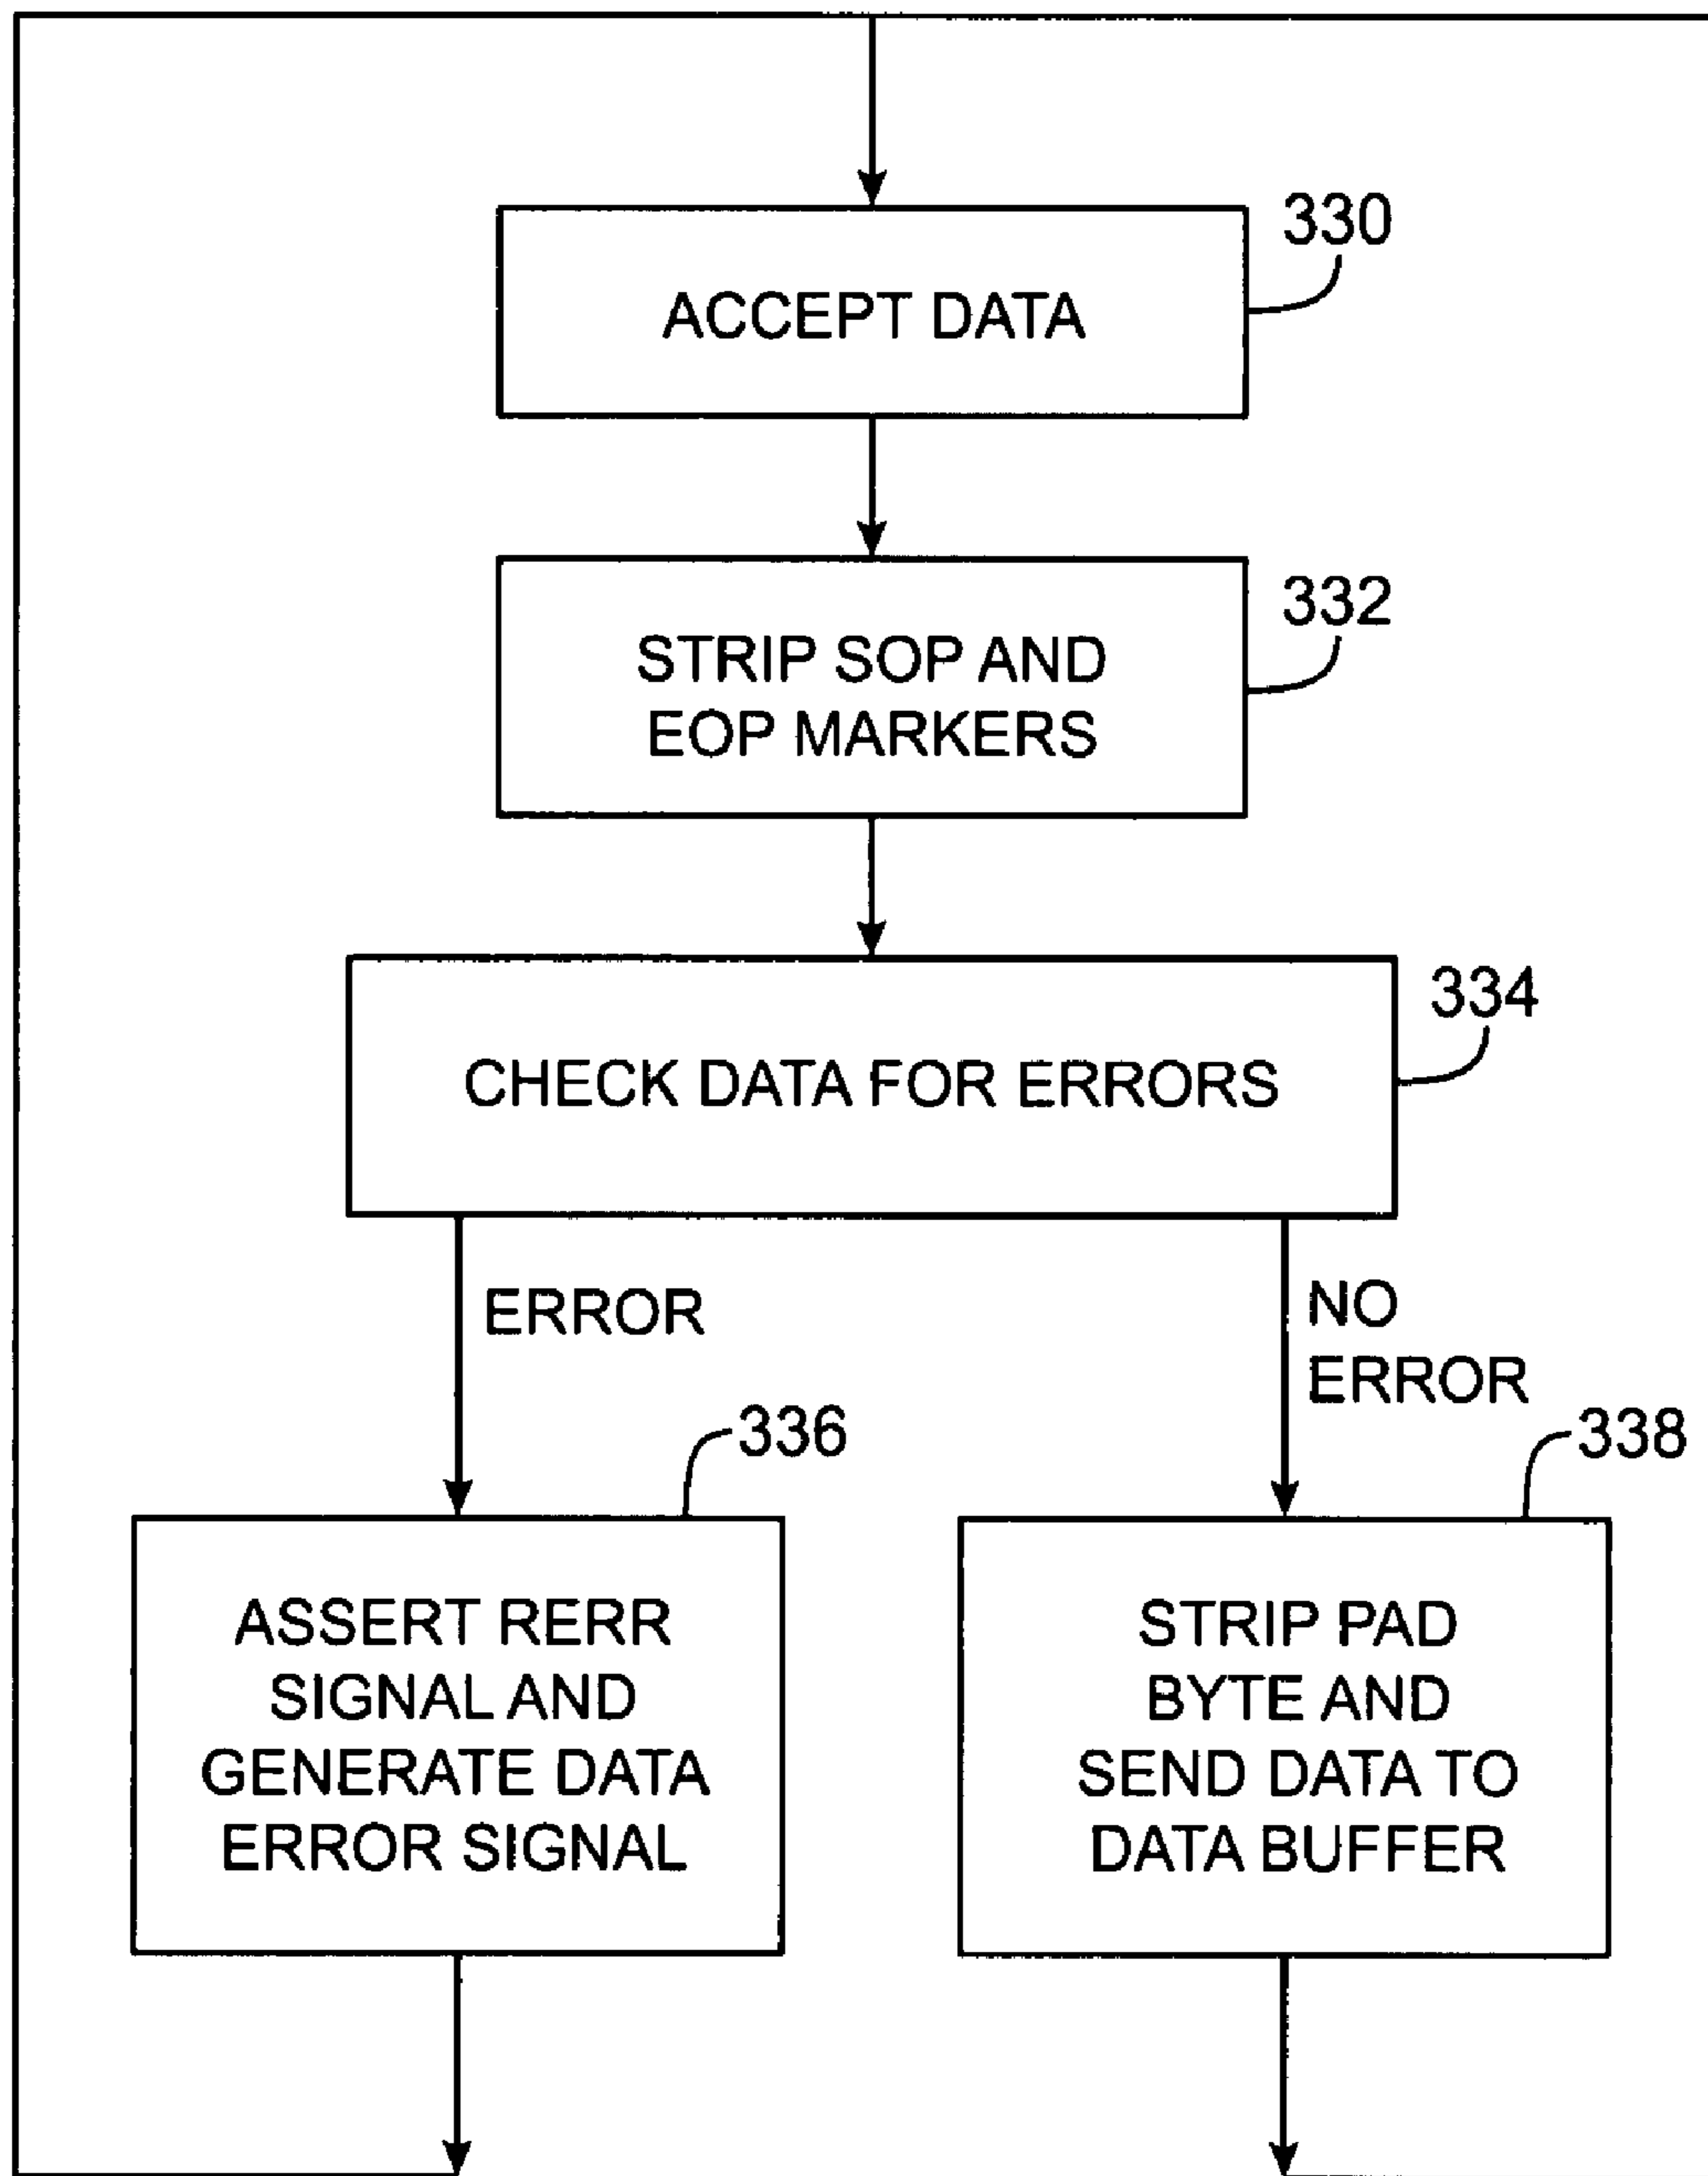 330
ACCEPT DATA
332
STRIP SOP AND
EOP MARKERS
334
CHECK DATA FOR ERRORS
ERROR
NO
ERROR
336
338
ASSERT RERR
SIGNAL AND
GENERATE DATA
ERROR SIGNAL
STRIP PAD
BYTE AND
SEND DATA TO
DATA BUFFER